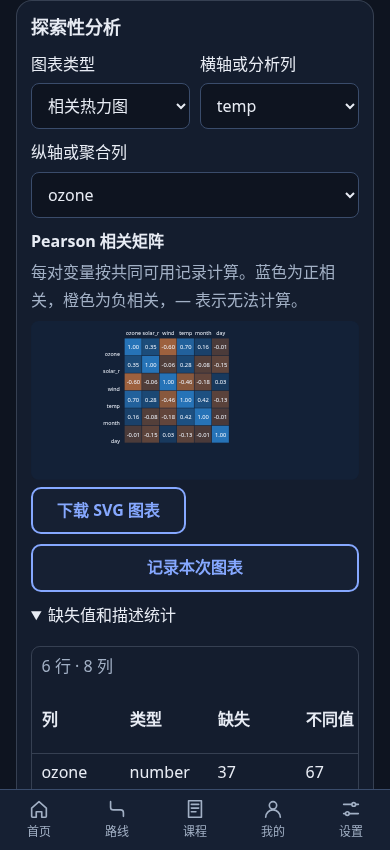 探索性分析
图表类型 横轴或分析列
相关热力图 temp
纵轴或聚合列
ozone
Pearson 相关矩阵
每对变量按共同可用记录计算。蓝色为正相
关，橙色为负相关，— 表示无法计算。
ozone solar_r wind temp month day
ozone 1.00 0.35 -0.60 0.70 0.16 -0.01
solar_r 0.35 1.00 -0.06 0.28 -0.08 -0.15
wind -0.60 -0.06 1.00 -0.46 -0.18 0.03
temp 0.70 0.28 -0.46 1.00 0.42 -0.13
month 0.16 -0.08 -0.18 0.42 1.00 -0.01
day -0.01 -0.15 0.03 -0.13 -0.01 1.00
下载 SVG 图表
记录本次图表
▼ 缺失值和描述统计
6 行 · 8 列
列 类型 缺失 不同值
ozone number 37 67
首页 路线 课程 我的 设置